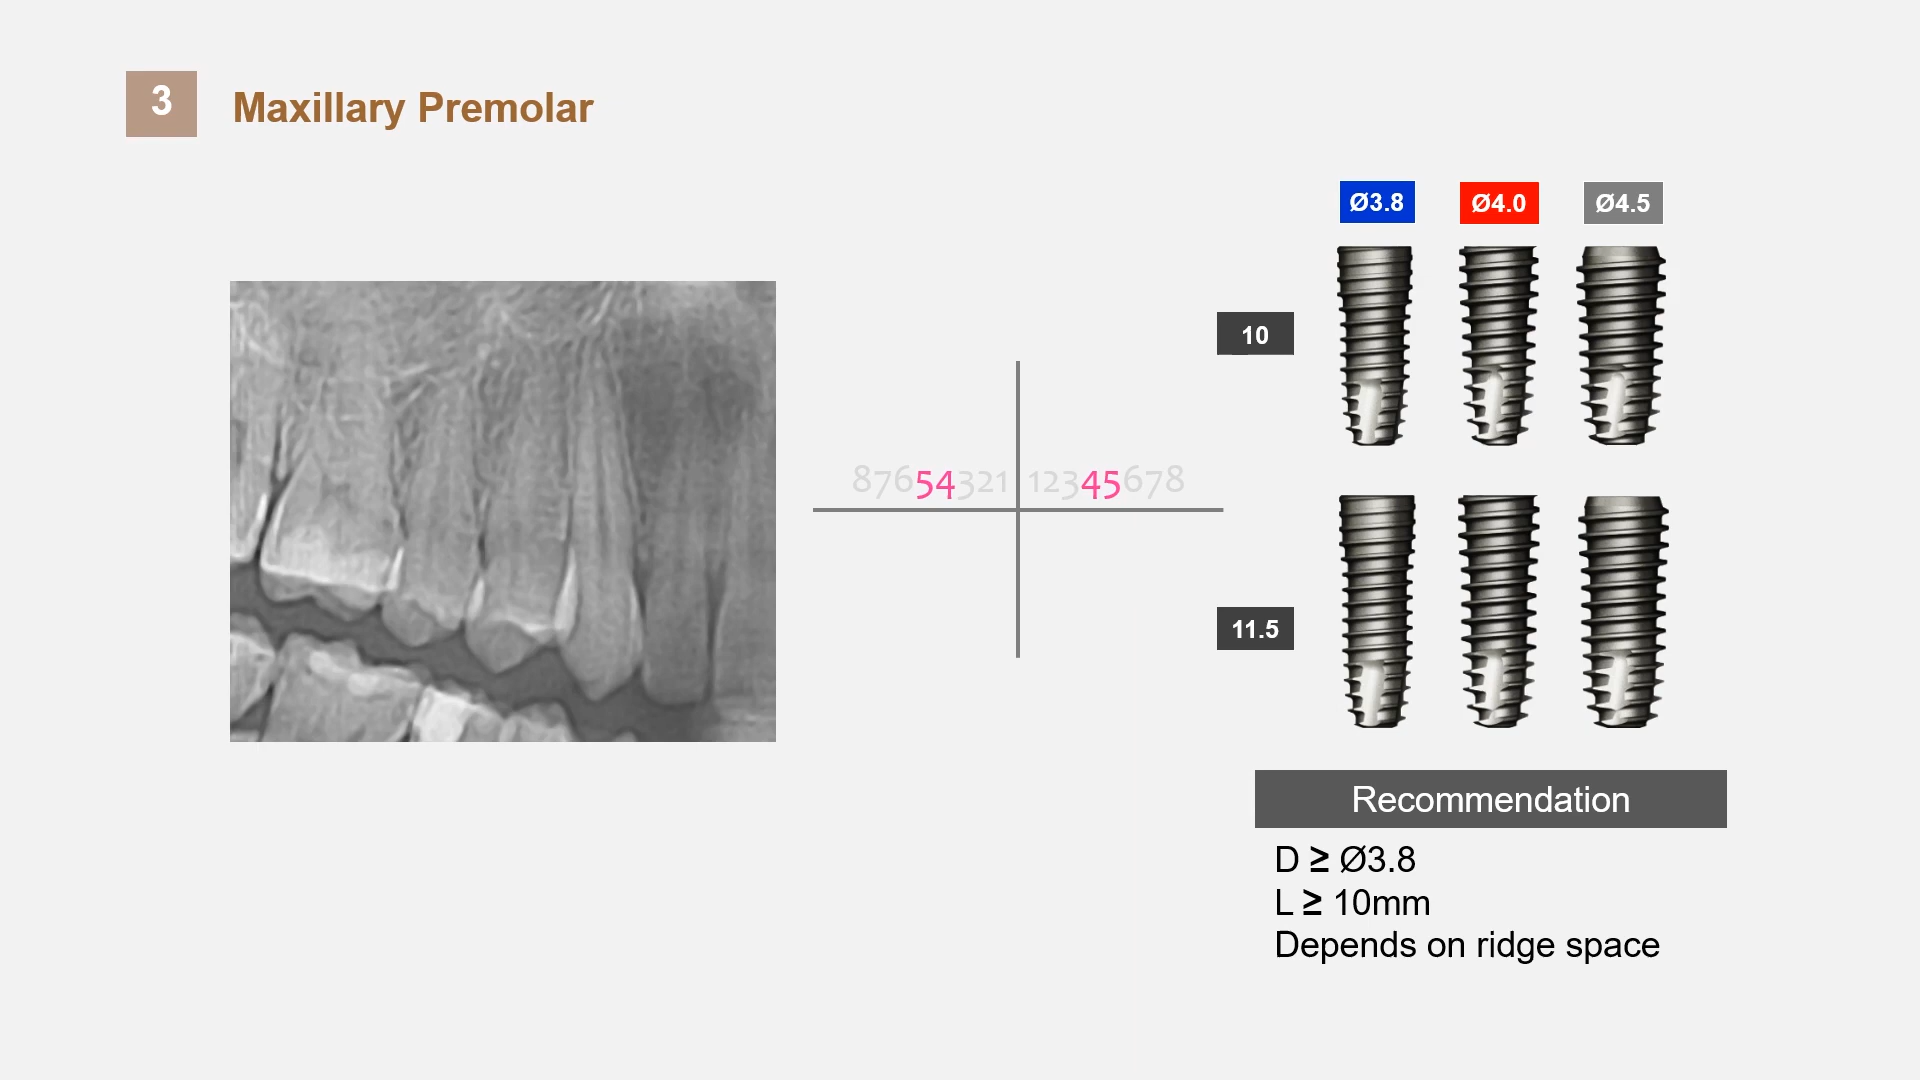 3
Maxillary Premolar
Ø3.8 Ø4.0 Ø4.5
10
87654321 12345678
11.5
Recommendation
D ≥ Ø3.8
L ≥ 10mm
Depends on ridge space